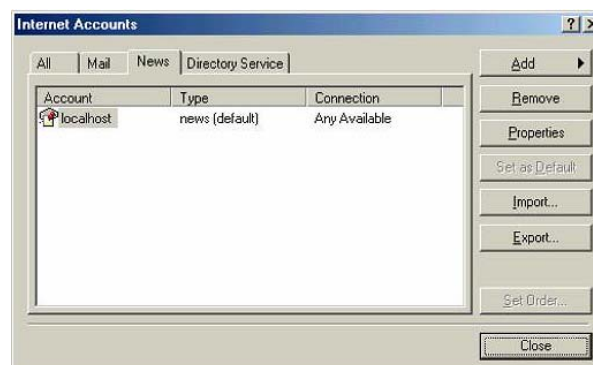 Internet Accounts
All Mail News Directory Service
Account Type Connection
localhost news (default) Any Available
Add
Remove
Properties
Set as Default
Import...
Export...
Set Order...
Close